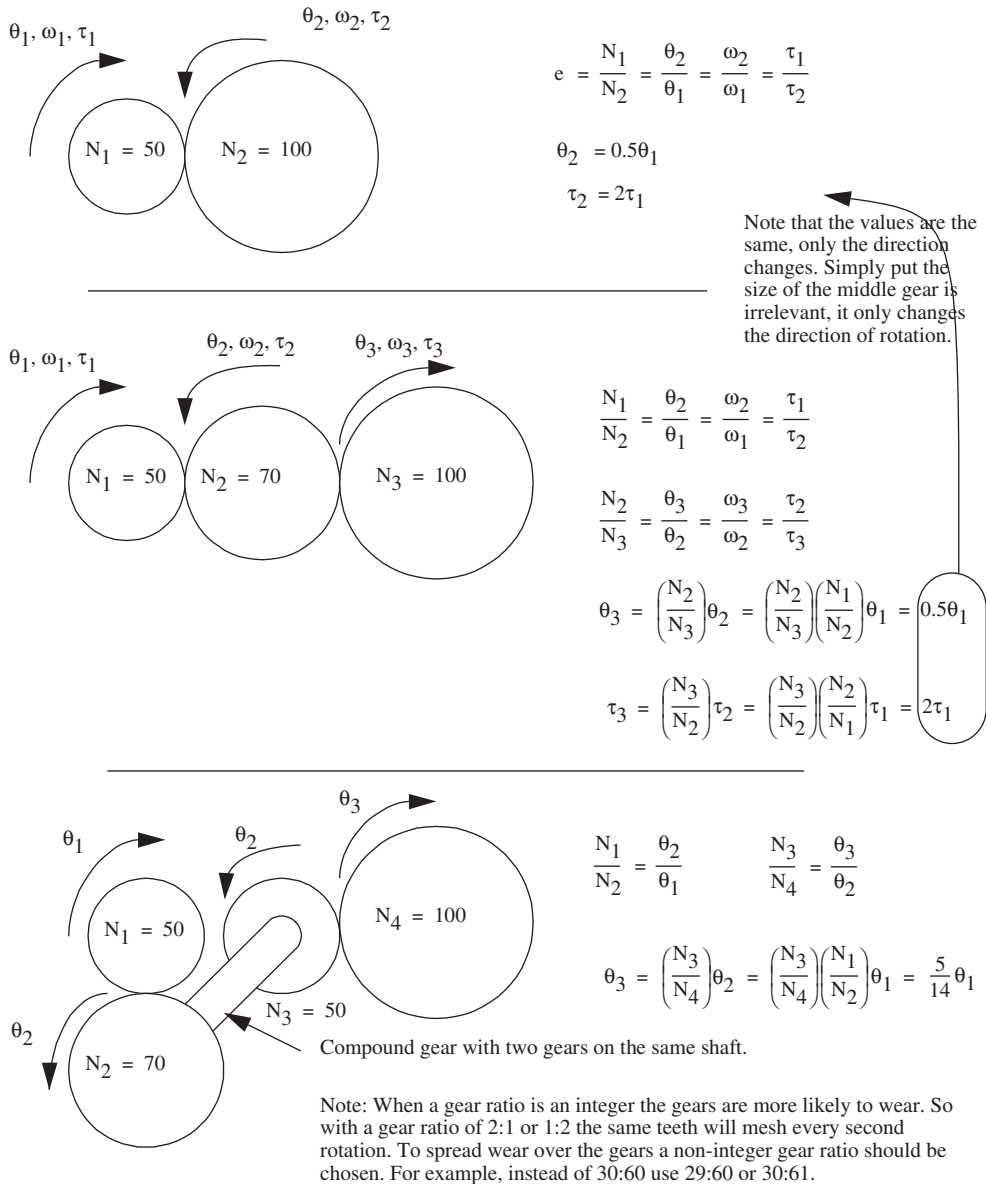 θ₁, ω₁, τ₁
θ₂, ω₂, τ₂
N₁ = 50
N₂ = 100
e = N₁/N₂ = θ₂/θ₁ = ω₂/ω₁ = τ₁/τ₂
θ₂ = 0.5θ₁
τ₂ = 2τ₁
Note that the values are the
same, only the direction
changes. Simply put the
size of the middle gear is
irrelevant, it only changes
the direction of rotation.
θ₁, ω₁, τ₁
θ₂, ω₂, τ₂
θ₃, ω₃, τ₃
N₁ = 50
N₂ = 70
N₃ = 100
N₁/N₂ = θ₂/θ₁ = ω₂/ω₁ = τ₁/τ₂
N₂/N₃ = θ₃/θ₂ = ω₃/ω₂ = τ₂/τ₃
θ₃ = (N₂/N₃)θ₂ = (N₂/N₃)(N₁/N₂)θ₁ = 0.5θ₁
τ₃ = (N₃/N₂)τ₂ = (N₃/N₂)(N₂/N₁)τ₁ = 2τ₁
θ₁
θ₂
θ₃
N₁ = 50
N₄ = 100
N₃ = 50
θ₂
N₂ = 70
N₁/N₂ = θ₂/θ₁
N₃/N₄ = θ₃/θ₂
θ₃ = (N₃/N₄)θ₂ = (N₃/N₄)(N₁/N₂)θ₁ = 5/14 θ₁
Compound gear with two gears on the same shaft.
Note: When a gear ratio is an integer the gears are more likely to wear. So
with a gear ratio of 2:1 or 1:2 the same teeth will mesh every second
rotation. To spread wear over the gears a non-integer gear ratio should be
chosen. For example, instead of 30:60 use 29:60 or 30:61.